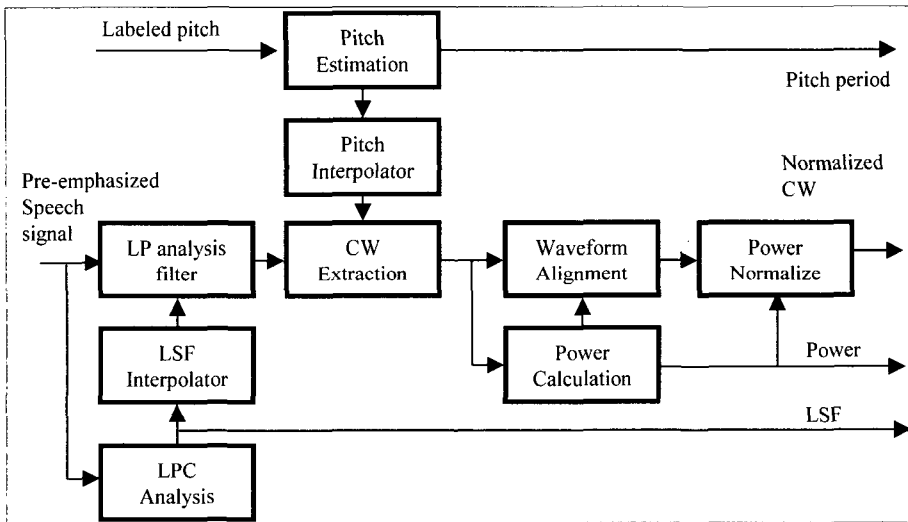 Labeled pitch
Pitch
Estimation
Pitch period
Pitch
Interpolator
Normalized
CW
Pre-emphasized
Speech
signal
LP analysis
filter
CW
Extraction
Waveform
Alignment
Power
Normalize
LSF
Interpolator
Power
Calculation
Power
LSF
LPC
Analysis